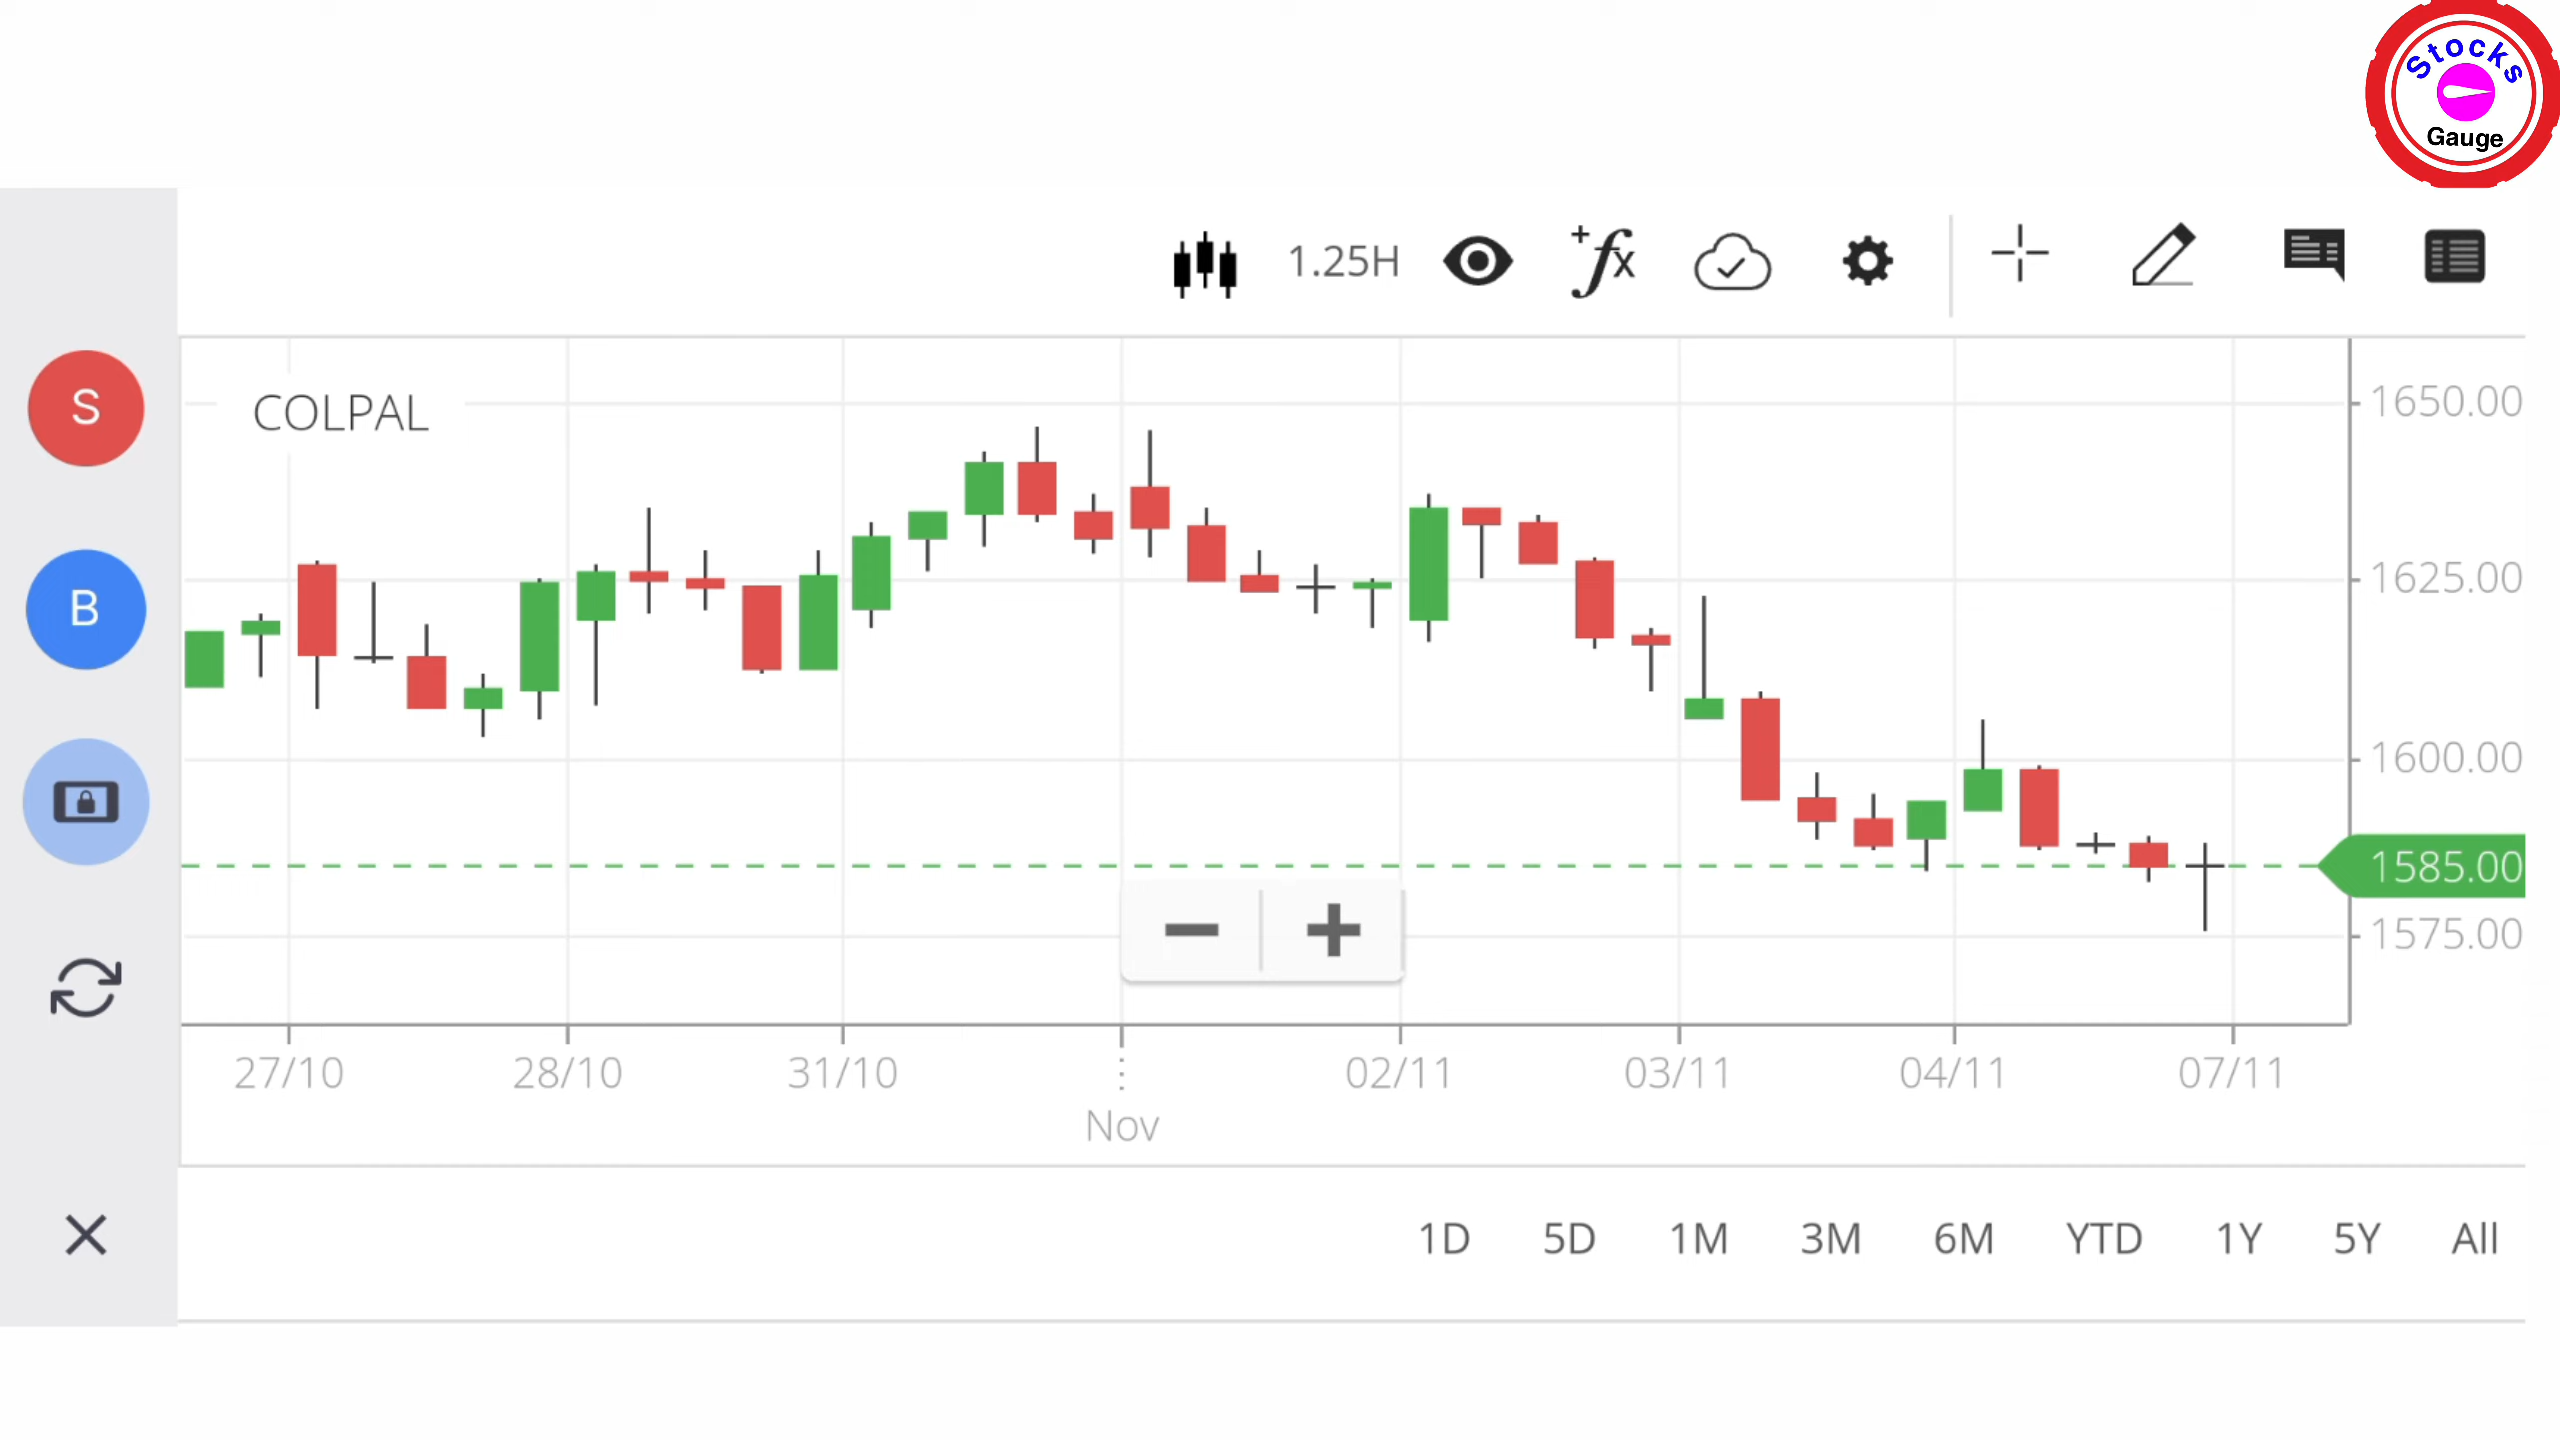 Stocks
Gauge
1.25H
+fx
S
COLPAL
1650.00
B
1625.00
1600.00
1585.00
1575.00
27/10
28/10
31/10
02/11
03/11
04/11
07/11
Nov
1D
5D
1M
3M
6M
YTD
1Y
5Y
All